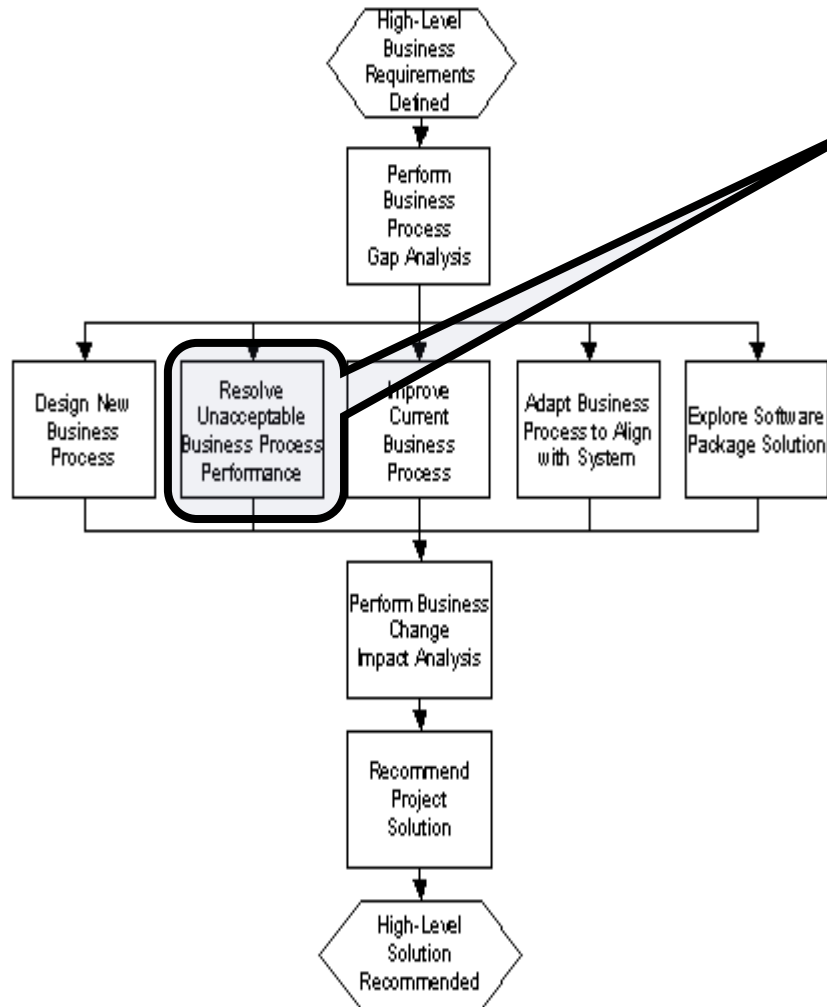 High-Level
Business
Requirements
Defined
Perform
Business
Process
Gap Analysis
Design New
Business
Process
Resolve
Unacceptable
Business Process
Performance
Improve
Current
Business
Process
Adapt Business
Process to Align
with System
Explore Software
Package Solution
Perform Business
Change
Impact Analysis
Recommend
Project
Solution
High-Level
Solution
Recommended